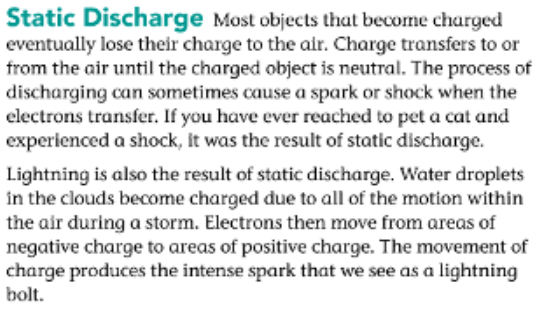 Static Discharge Most objects that become charged
eventually lose their charge to the air. Charge transfers to or
from the air until the charged object is neutral. The process of
discharging can sometimes cause a spark or shock when the
electrons transfer. If you have ever reached to pet a cat and
experienced a shock, it was the result of static discharge.
Lightning is also the result of static discharge. Water droplets
in the clouds become charged due to all of the motion within
the air during a storm. Electrons then move from areas of
negative charge to areas of positive charge. The movement of
charge produces the intense spark that we see as a lightning
bolt.